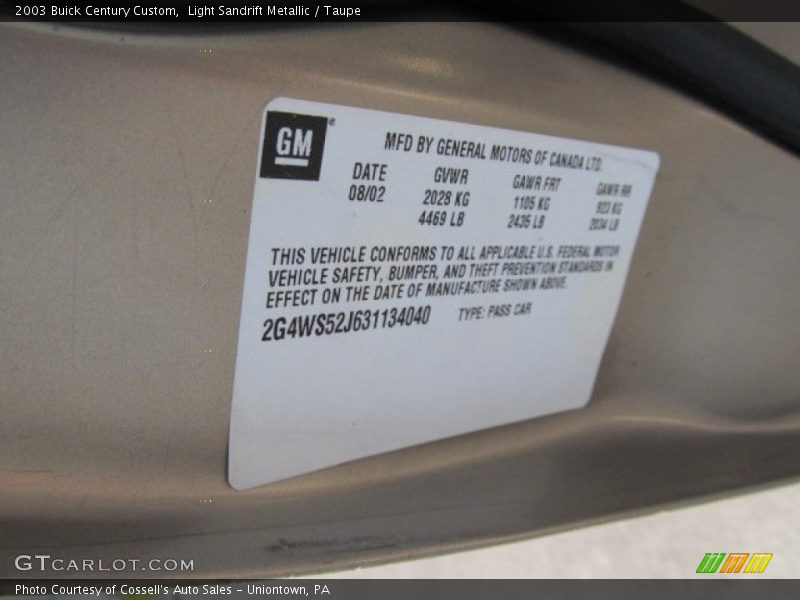 2003 Buick Century Custom,  Light Sandrift Metallic / Taupe
GM
MFD BY GENERAL MOTORS OF CANADA LTD.
DATE GVWR GAWR FRT GAWR RR
08/02 2028 KG 1105 KG 923 KG
4469 LB 2435 LB 2034 LB
THIS VEHICLE CONFORMS TO ALL APPLICABLE U.S. FEDERAL MOTOR
VEHICLE SAFETY, BUMPER, AND THEFT PREVENTION STANDARDS IN
EFFECT ON THE DATE OF MANUFACTURE SHOWN ABOVE.
2G4WS52J631134040 TYPE: PASS CAR
GTCARLOT.COM
Photo Courtesy of Cossell's Auto Sales - Uniontown, PA